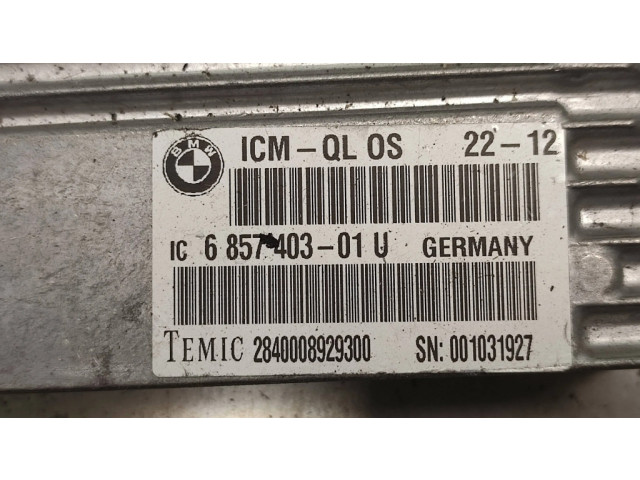 BMW
ICM-QL OS 22-12
IC 6 857 403-01 U GERMANY
TEMIC 2840008929300 SN: 001031927